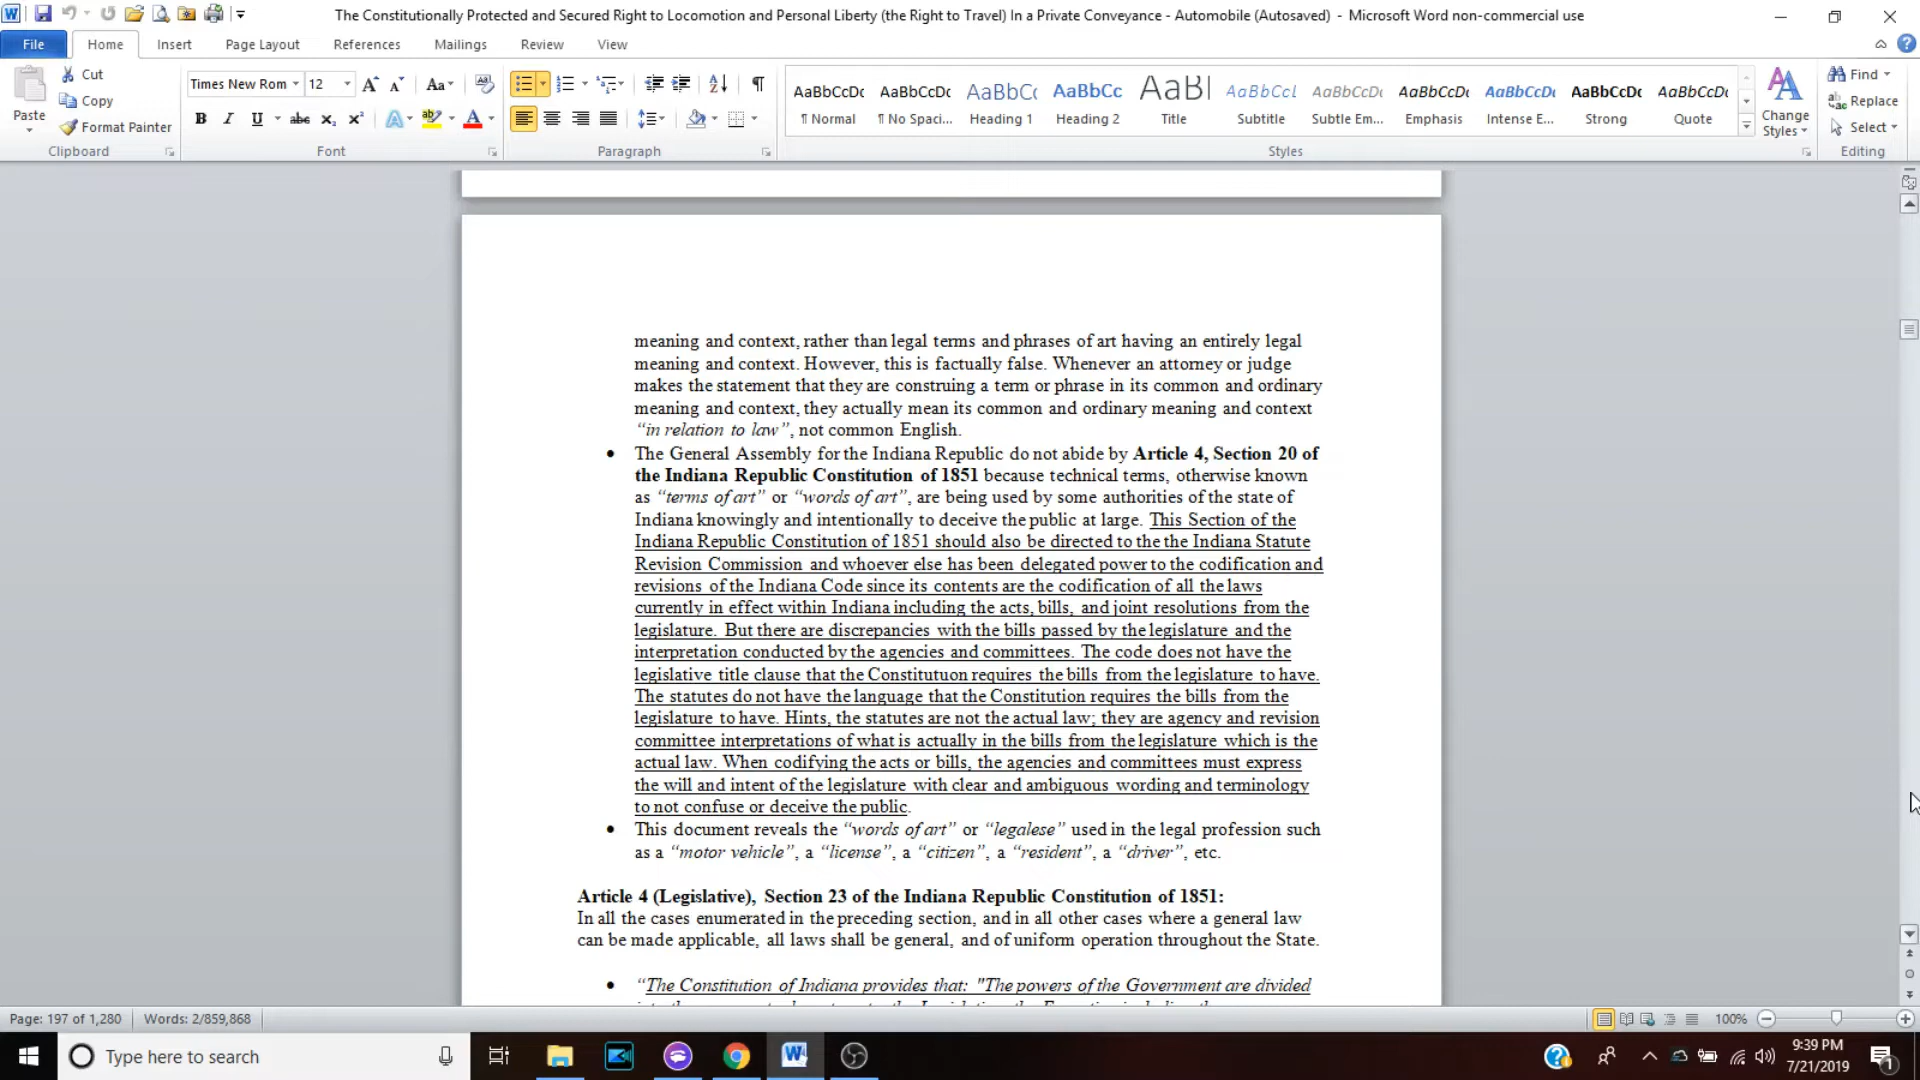 The Constitutionally Protected and Secured Right to Locomotion and Personal Liberty (the Right to Travel) In a Private Conveyance - Automobile (Autosaved) - Microsoft Word non-commercial use
File Home Insert Page Layout References Mailings Review View
Cut
Copy
Format Painter
Paste
Clipboard
Times New Rom 12
Font
Paragraph
AaBbCcDc AaBbCcDc AaBbCc AaBbCc AaBl AaBbCcL AaBbCcDc AaBbCcDc AaBbCcDc AaBbCcDc AaBbCcDc
¶ Normal ¶ No Spaci... Heading 1 Heading 2 Title Subtitle Subtle Em... Emphasis Intense E... Strong Quote
Styles
Change
Styles
Find
Replace
Select
Editing
meaning and context, rather than legal terms and phrases of art having an entirely legal
meaning and context. However, this is factually false. Whenever an attorney or judge
makes the statement that they are construing a term or phrase in its common and ordinary
meaning and context, they actually mean its common and ordinary meaning and context
“in relation to law”, not common English.
• The General Assembly for the Indiana Republic do not abide by Article 4, Section 20 of
the Indiana Republic Constitution of 1851 because technical terms, otherwise known
as “terms of art” or “words of art”, are being used by some authorities of the state of
Indiana knowingly and intentionally to deceive the public at large. This Section of the
Indiana Republic Constitution of 1851 should also be directed to the the Indiana Statute
Revision Commission and whoever else has been delegated power to the codification and
revisions of the Indiana Code since its contents are the codification of all the laws
currently in effect within Indiana including the acts, bills, and joint resolutions from the
legislature. But there are discrepancies with the bills passed by the legislature and the
interpretation conducted by the agencies and committees. The code does not have the
legislative title clause that the Constitutuon requires the bills from the legislature to have.
The statutes do not have the language that the Constitution requires the bills from the
legislature to have. Hints, the statutes are not the actual law; they are agency and revision
committee interpretations of what is actually in the bills from the legislature which is the
actual law. When codifying the acts or bills, the agencies and committees must express
the will and intent of the legislature with clear and ambiguous wording and terminology
to not confuse or deceive the public.
• This document reveals the “words of art” or “legalese” used in the legal profession such
as a “motor vehicle”, a “license”, a “citizen”, a “resident”, a “driver”, etc.
Article 4 (Legislative), Section 23 of the Indiana Republic Constitution of 1851:
In all the cases enumerated in the preceding section, and in all other cases where a general law
can be made applicable, all laws shall be general, and of uniform operation throughout the State.
• “The Constitution of Indiana provides that: "The powers of the Government are divided
Page: 197 of 1,280 Words: 2/859,868 100%
Type here to search
9:39 PM
7/21/2019